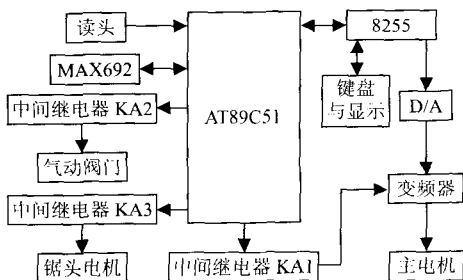 读头
8255
MAX692
键盘
与显示
中间继电器 KA2
AT89C51
D/A
气动阀门
变频器
中间继电器 KA3
锯头电机
中间继电器 KA1
主电机